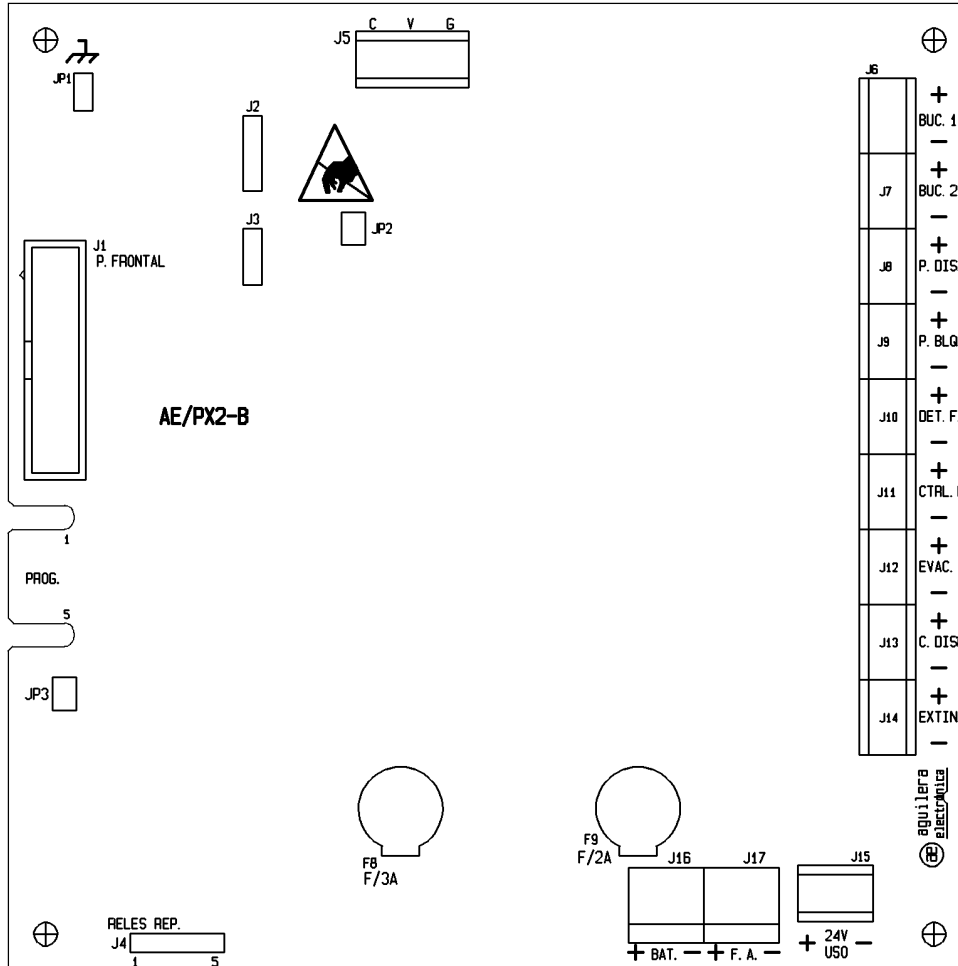 C V G
J5
JP1
J2
J3
JP2
J1
P. FRONTAL
AE/PX2-B
1
PROG.
5
JP3
J6
+
BUC. 1
-
+
J7
BUC. 2
-
+
J8
P. DIS
-
+
J9
P. BLQ
-
+
J10
DET. F
-
+
J11
CTRL.
-
+
J12
EVAC.
-
+
J13
C. DIS
-
+
J14
EXTIN
-
aguilera
electrónica
ae
F8
F/3A
F9
F/2A
J16
J17
J15
+ BAT. - + F. A. -
+ 24V -
USO
RELES REP.
J4
1 5